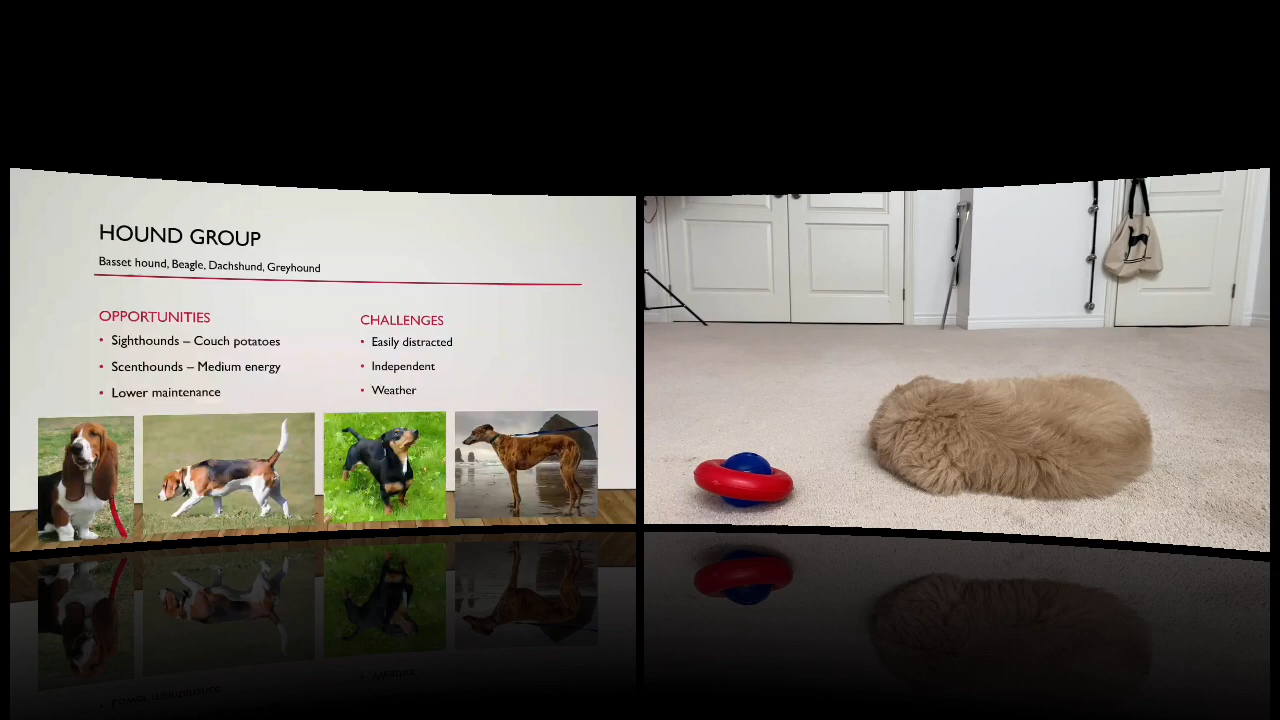 HOUND GROUP
Basset hound, Beagle, Dachshund, Greyhound
OPPORTUNITIES
• Sighthounds – Couch potatoes
• Scenthounds – Medium energy
• Lower maintenance
CHALLENGES
• Easily distracted
• Independent
• Weather